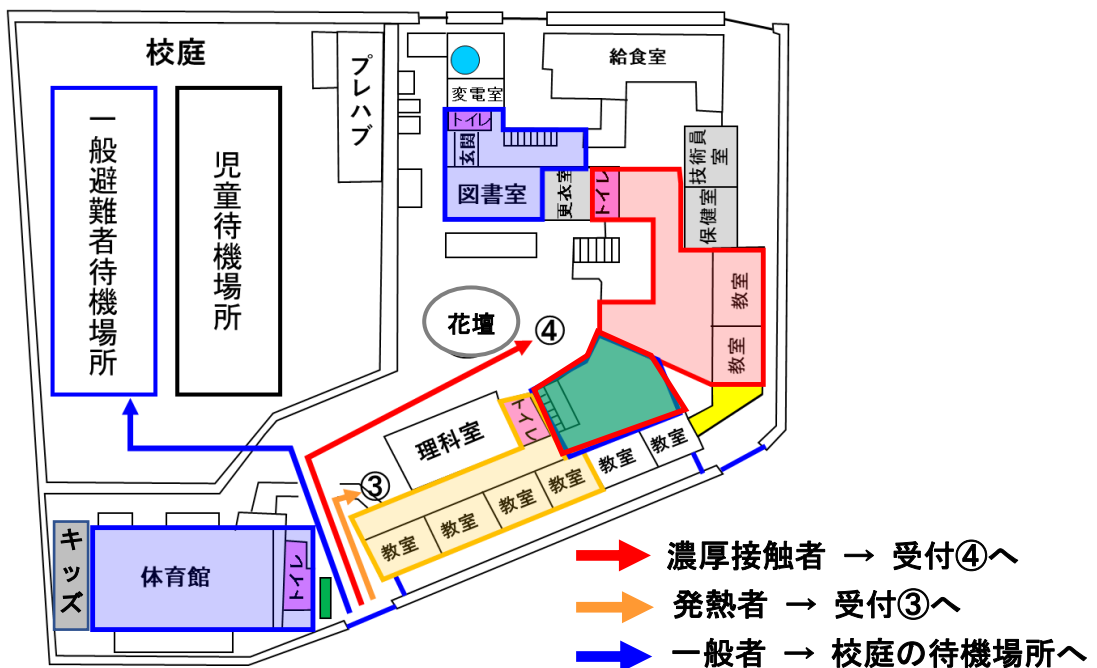 校庭
プレハブ
変電室
給食室
トイレ
玄関
図書室
更衣室
トイレ
技術員室
保健室
一般避難者待機場所
児童待機場所
教室
教室
花壇
④
トイレ
理科室
教室
教室
教室
教室
教室
教室
③
キッズ
体育館
トイレ
濃厚接触者 → 受付④へ
発熱者 → 受付③へ
一般者 → 校庭の待機場所へ